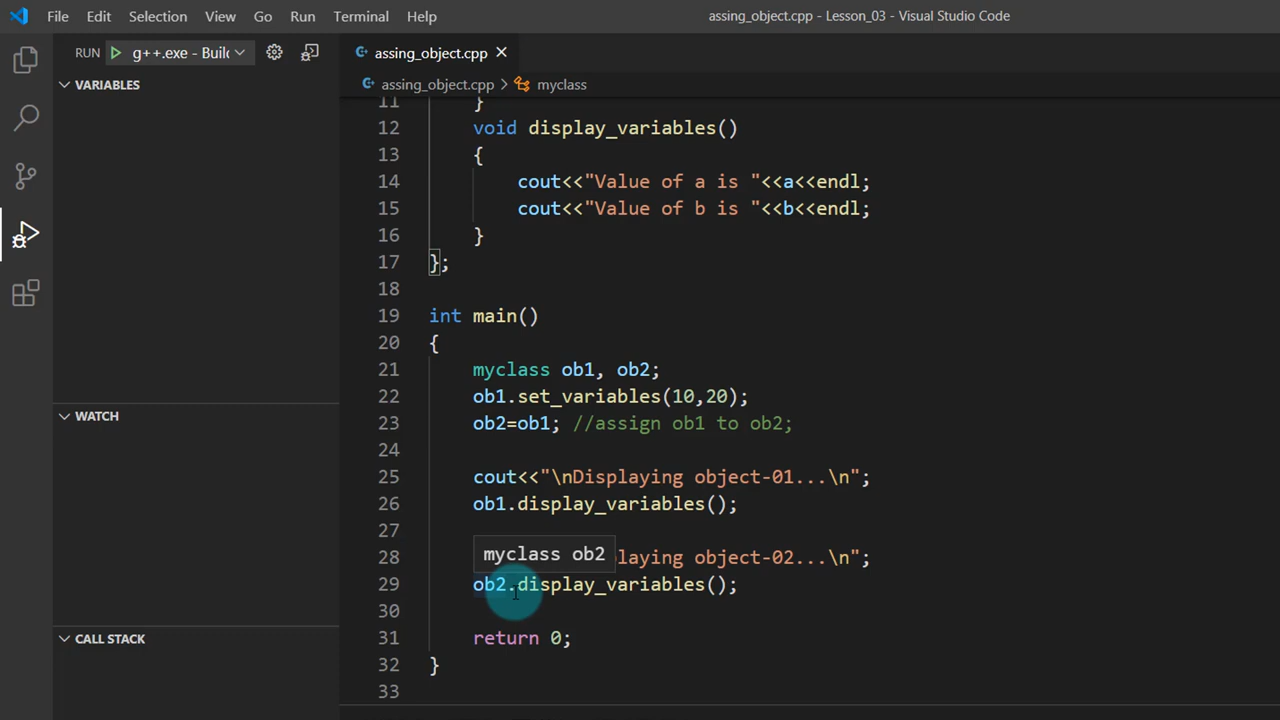 File Edit Selection View Go Run Terminal Help assing_object.cpp - Lesson_03 - Visual Studio Code
RUN g++.exe - Build
assing_object.cpp
assing_object.cpp > myclass
VARIABLES
WATCH
CALL STACK
11 }
12 void display_variables()
13 {
14 cout<<"Value of a is "<<a<<endl;
15 cout<<"Value of b is "<<b<<endl;
16 }
17 };
18
19 int main()
20 {
21 myclass ob1, ob2;
22 ob1.set_variables(10,20);
23 ob2=ob1; //assign ob1 to ob2;
24
25 cout<<"\nDisplaying object-01...\n";
26 ob1.display_variables();
27
myclass ob2
28 laying object-02...\n";
29 ob2.display_variables();
30
31 return 0;
32 }
33